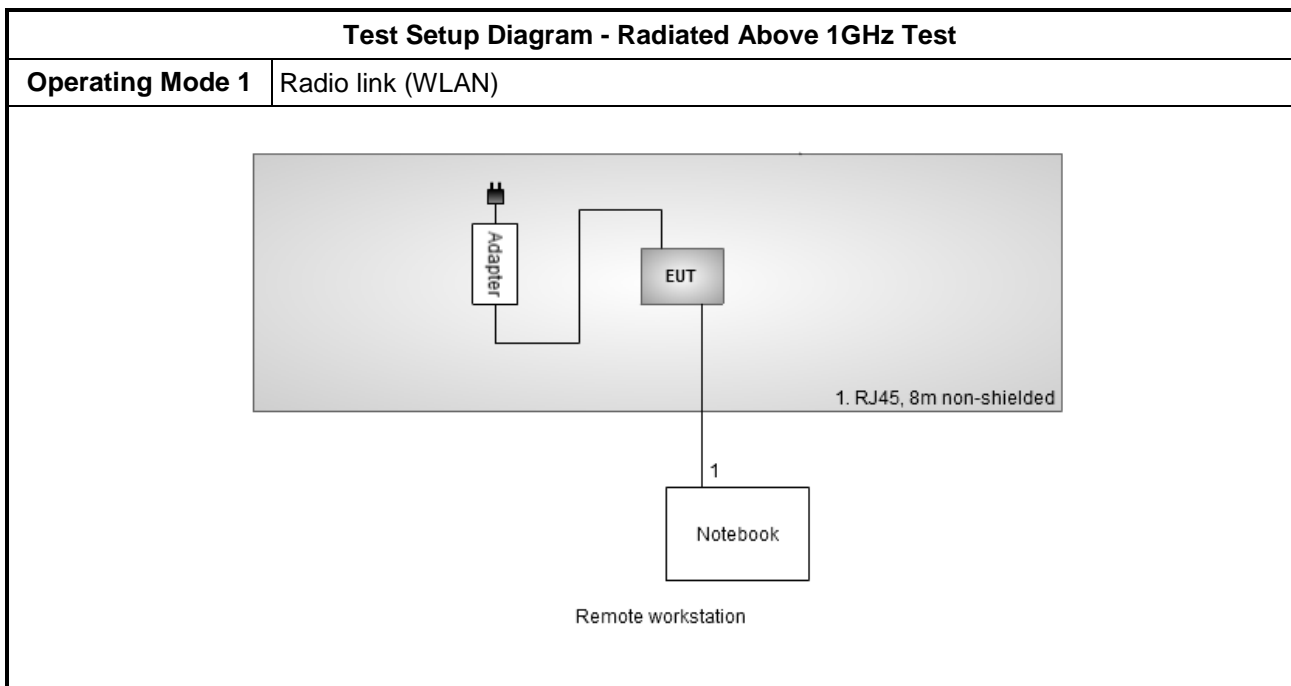 Test Setup Diagram - Radiated Above 1GHz Test
Operating Mode 1 Radio link (WLAN)
Adapter
EUT
1. RJ45, 8m non-shielded
1
Notebook
Remote workstation